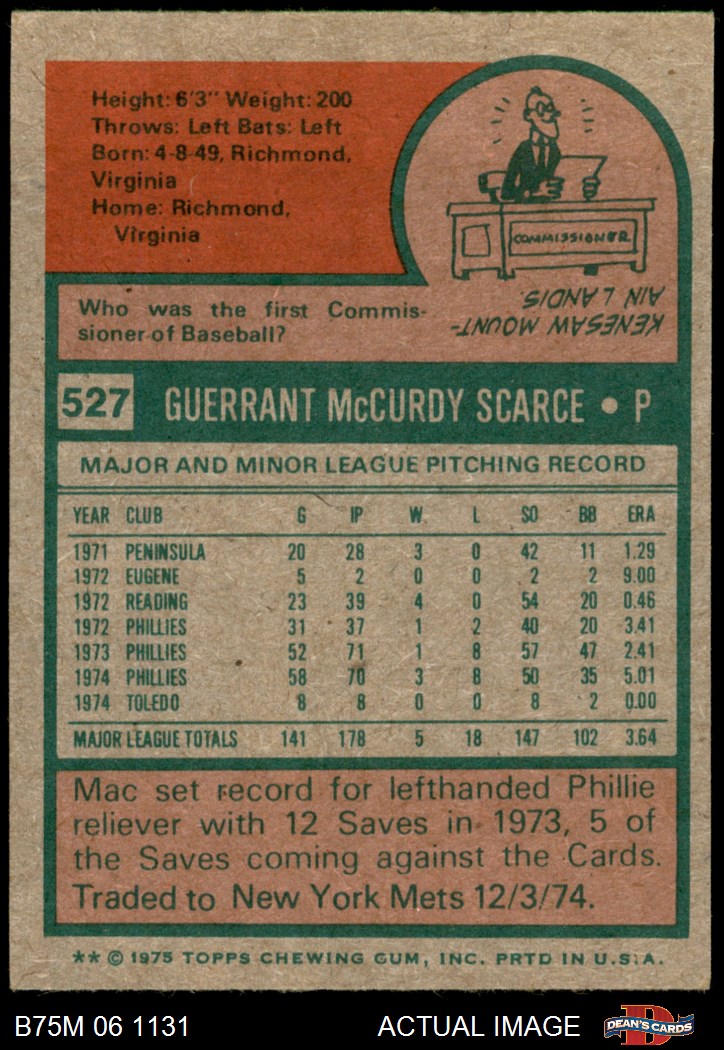 Height: 6'3" Weight: 200
Throws: Left Bats: Left
Born: 4-8-49, Richmond,
Virginia
Home: Richmond,
Virginia
COMMISSIONER
Who was the first Commis-
sioner of Baseball?
KENESAW MOUNT-
AIN LANDIS.
527 GUERRANT McCURDY SCARCE • P
MAJOR AND MINOR LEAGUE PITCHING RECORD
YEAR CLUB G IP W L SO BB ERA
1971 PENINSULA 20 28 3 0 42 11 1.29
1972 EUGENE 5 2 0 0 2 2 9.00
1972 READING 23 39 4 0 54 20 0.46
1972 PHILLIES 31 37 1 2 40 20 3.41
1973 PHILLIES 52 71 1 8 57 47 2.41
1974 PHILLIES 58 70 3 8 50 35 5.01
1974 TOLEDO 8 8 0 0 8 2 0.00
MAJOR LEAGUE TOTALS 141 178 5 18 147 102 3.64
Mac set record for lefthanded Phillie
reliever with 12 Saves in 1973, 5 of
the Saves coming against the Cards.
Traded to New York Mets 12/3/74.
** © 1975 TOPPS CHEWING GUM, INC. PRTD IN U.S.A.
B75M 06 1131 ACTUAL IMAGE DEAN'S CARDS